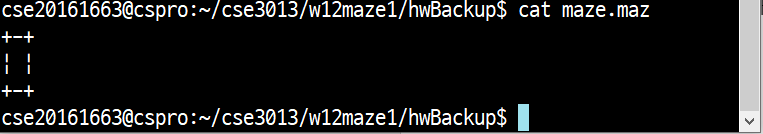 cse20161663@cspro:~/cse3013/w12maze1/hwBackup$ cat maze.maz
+-+
¦ ¦
+-+
cse20161663@cspro:~/cse3013/w12maze1/hwBackup$